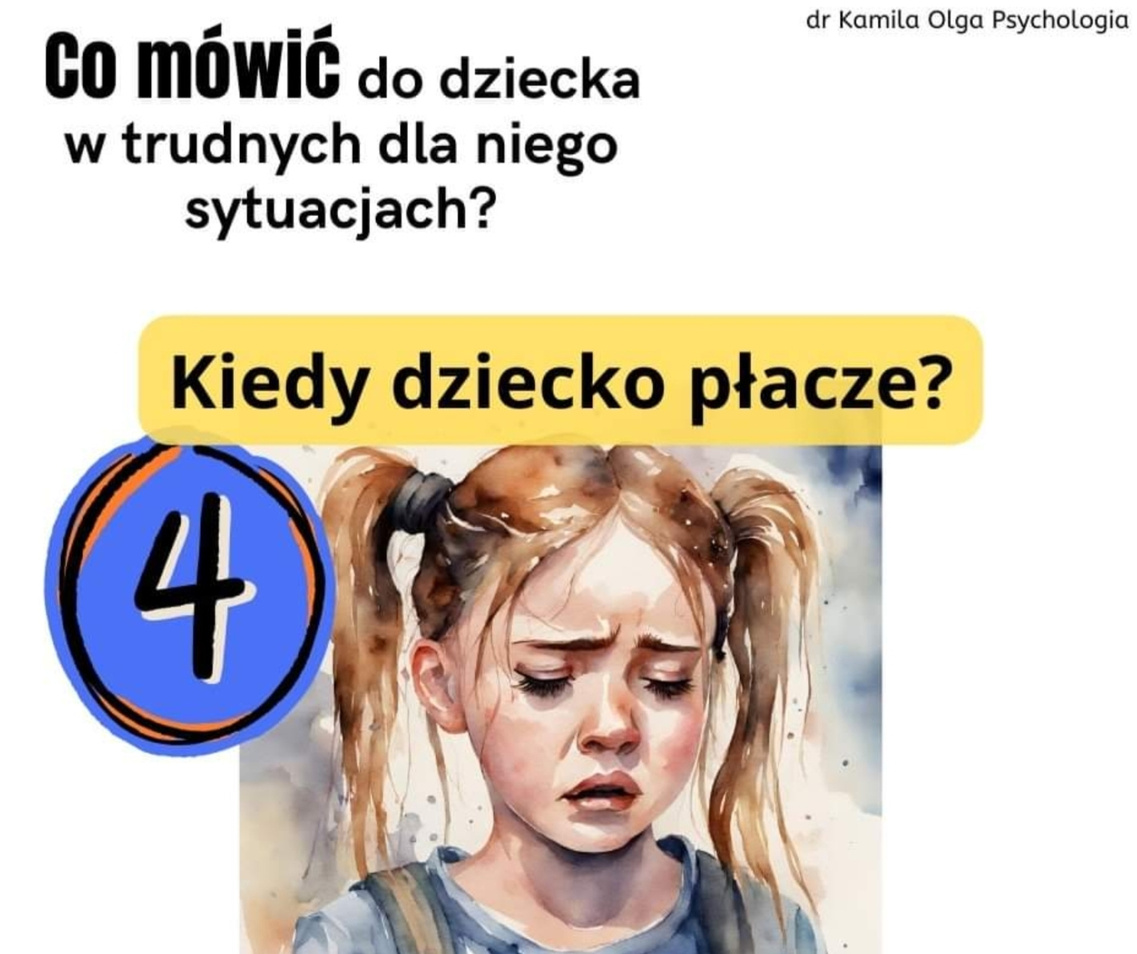 dr Kamila Olga Psychologia
Co mówić do dziecka
w trudnych dla niego
sytuacjach?
Kiedy dziecko płacze?
4